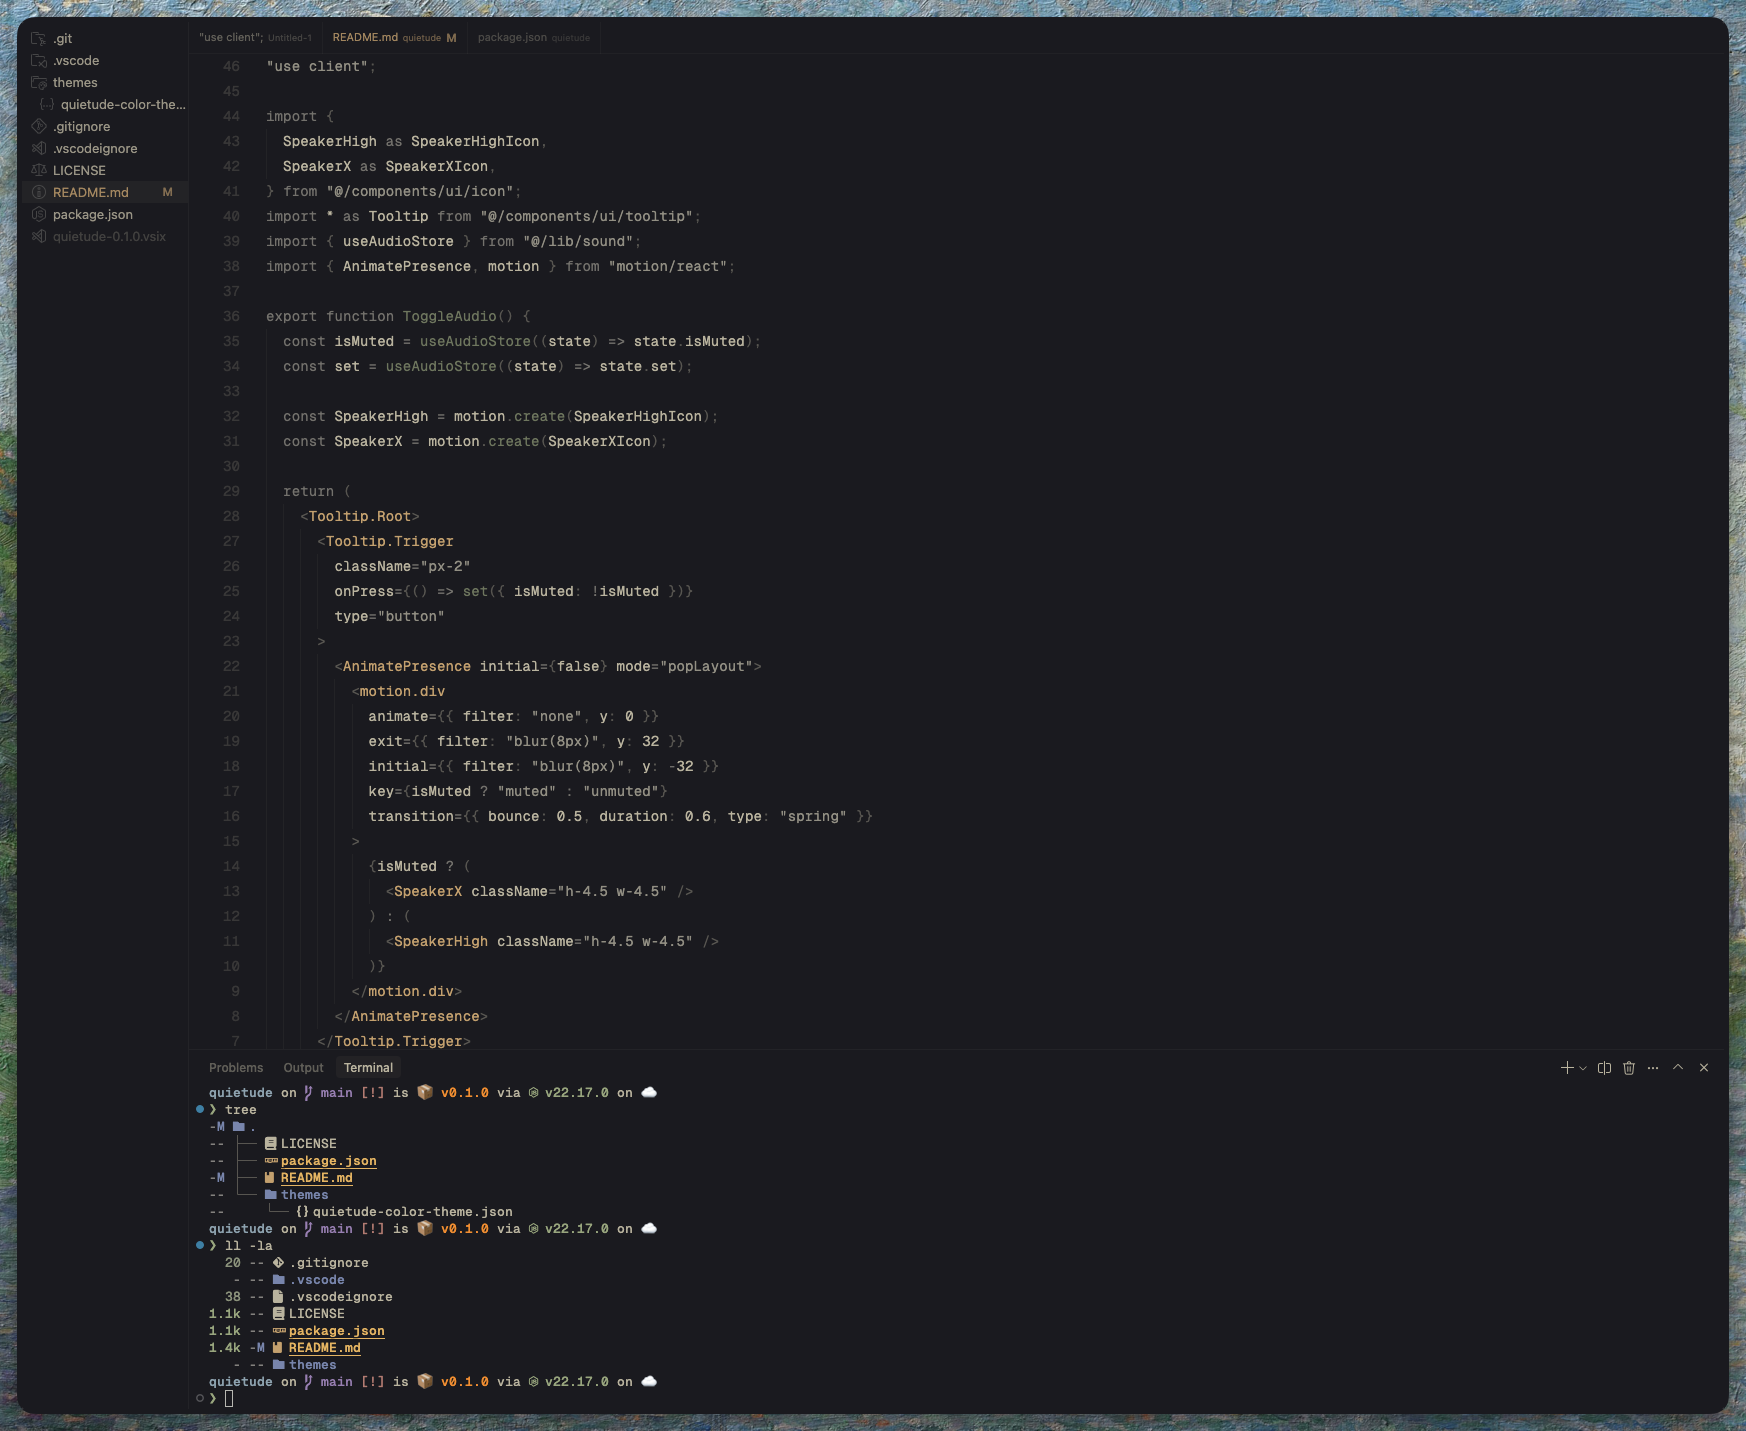 .git
.vscode
themes
quietude-color-the...
.gitignore
.vscodeignore
LICENSE
README.md M
package.json
quietude-0.1.0.vsix
"use client"; Untitled-1 README.md quietude M package.json quietude
46 "use client";
45
44 import {
43 SpeakerHigh as SpeakerHighIcon,
42 SpeakerX as SpeakerXIcon,
41 } from "@/components/ui/icon";
40 import * as Tooltip from "@/components/ui/tooltip";
39 import { useAudioStore } from "@/lib/sound";
38 import { AnimatePresence, motion } from "motion/react";
37
36 export function ToggleAudio() {
35 const isMuted = useAudioStore((state) => state.isMuted);
34 const set = useAudioStore((state) => state.set);
33
32 const SpeakerHigh = motion.create(SpeakerHighIcon);
31 const SpeakerX = motion.create(SpeakerXIcon);
30
29 return (
28 <Tooltip.Root>
27 <Tooltip.Trigger
26 className="px-2"
25 onPress={() => set({ isMuted: !isMuted })}
24 type="button"
23 >
22 <AnimatePresence initial={false} mode="popLayout">
21 <motion.div
20 animate={{ filter: "none", y: 0 }}
19 exit={{ filter: "blur(8px)", y: 32 }}
18 initial={{ filter: "blur(8px)", y: -32 }}
17 key={isMuted ? "muted" : "unmuted"}
16 transition={{ bounce: 0.5, duration: 0.6, type: "spring" }}
15 >
14 {isMuted ? (
13 <SpeakerX className="h-4.5 w-4.5" />
12 ) : (
11 <SpeakerHigh className="h-4.5 w-4.5" />
10 )}
9 </motion.div>
8 </AnimatePresence>
7 </Tooltip.Trigger>
Problems Output Terminal
quietude on main [!] is 📦 v0.1.0 via v22.17.0 on ☁️
❯ tree
-M .
-- ├── LICENSE
-- ├── package.json
-M ├── README.md
-- └── themes
-- └── {} quietude-color-theme.json
quietude on main [!] is 📦 v0.1.0 via v22.17.0 on ☁️
❯ ll -la
20 -- .gitignore
- -- .vscode
38 -- .vscodeignore
1.1k -- LICENSE
1.1k -- package.json
1.4k -M README.md
- -- themes
quietude on main [!] is 📦 v0.1.0 via v22.17.0 on ☁️
❯